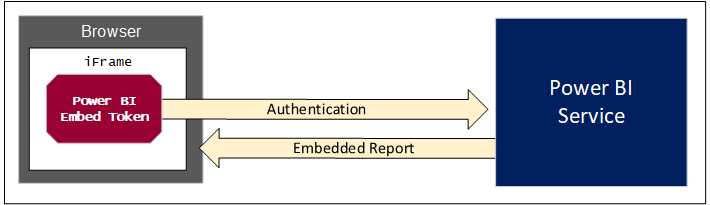 Browser
iFrame
Power BI
Embed Token
Authentication
Embedded Report
Power BI
Service